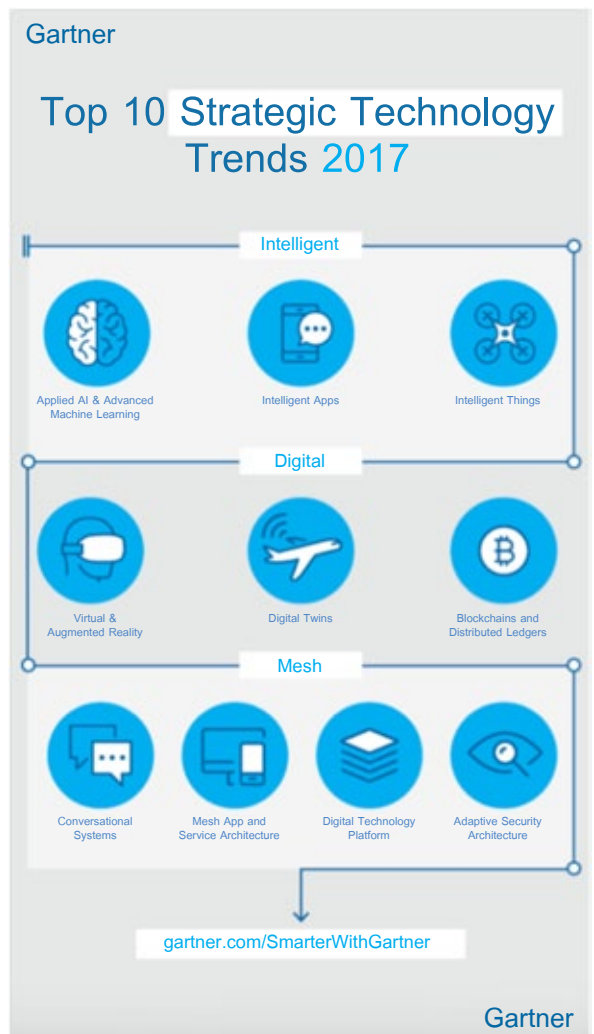 Gartner
Top 10 Strategic Technology
Trends 2017
Intelligent
Applied AI & Advanced
Machine Learning
Intelligent Apps
Intelligent Things
Digital
Virtual &
Augmented Reality
Digital Twins
Blockchains and
Distributed Ledgers
Mesh
Conversational
Systems
Mesh App and
Service Architecture
Digital Technology
Platform
Adaptive Security
Architecture
gartner.com/SmarterWithGartner
Gartner